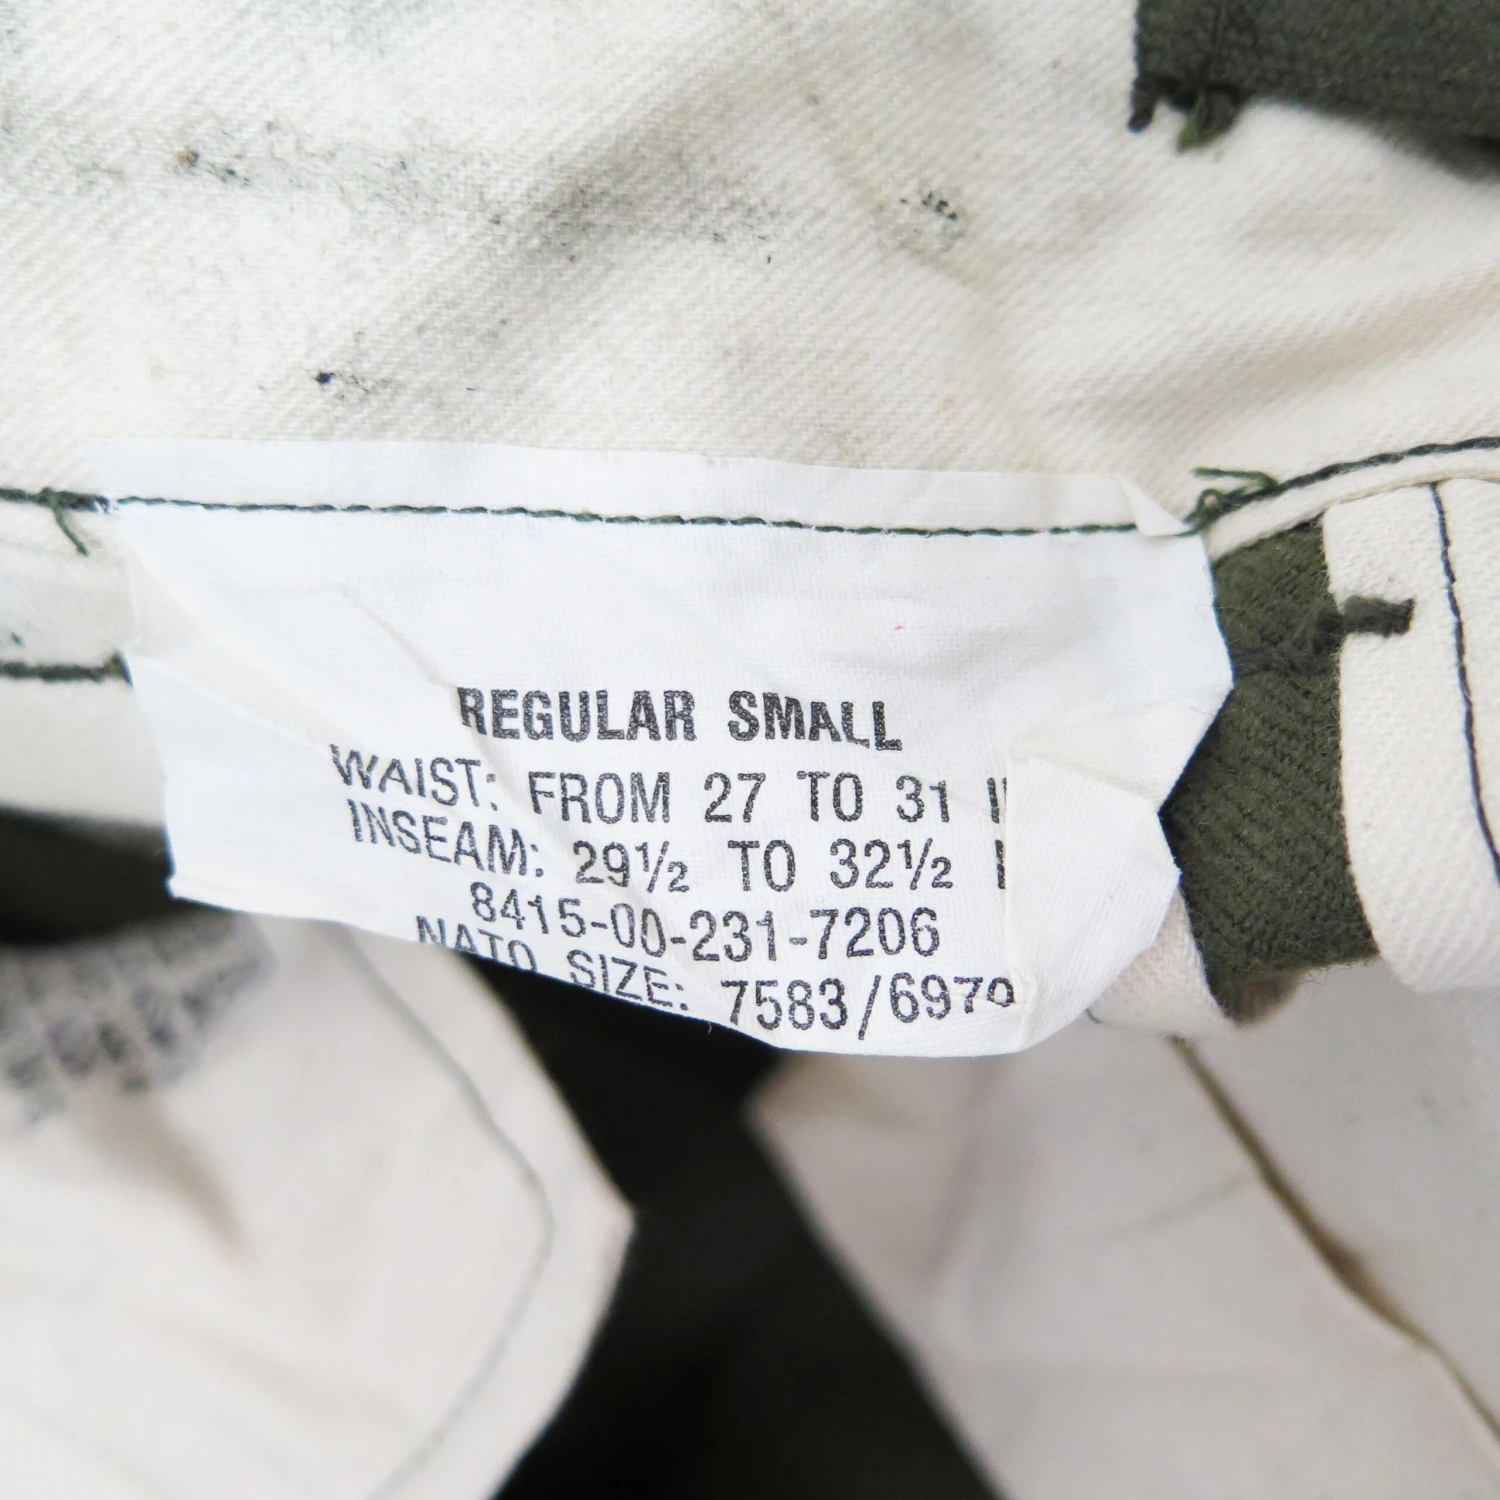 REGULAR SMALL
WAIST: FROM 27 TO 31 I
INSEAM: 29½ TO 32½ I
8415-00-231-7206
NATO SIZE: 7583/6979